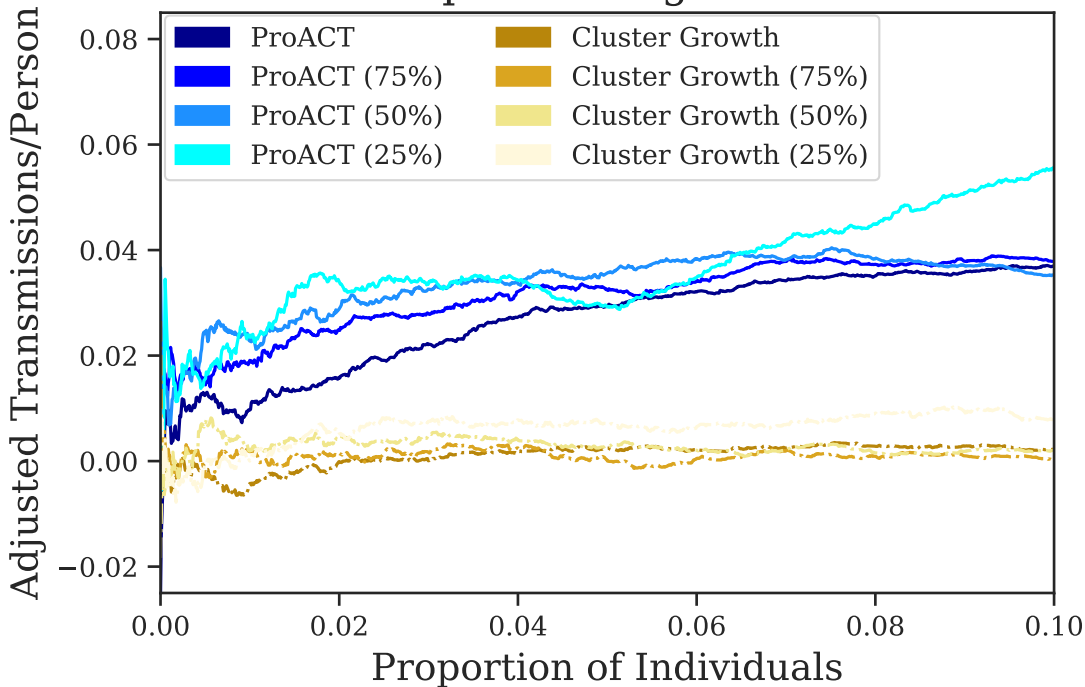 ProACT
ProACT (75%)
ProACT (50%)
ProACT (25%)
Cluster Growth
Cluster Growth (75%)
Cluster Growth (50%)
Cluster Growth (25%)
Adjusted Transmissions/Person
0.08
0.06
0.04
0.02
0.00
−0.02
0.00 0.02 0.04 0.06 0.08 0.10
Proportion of Individuals